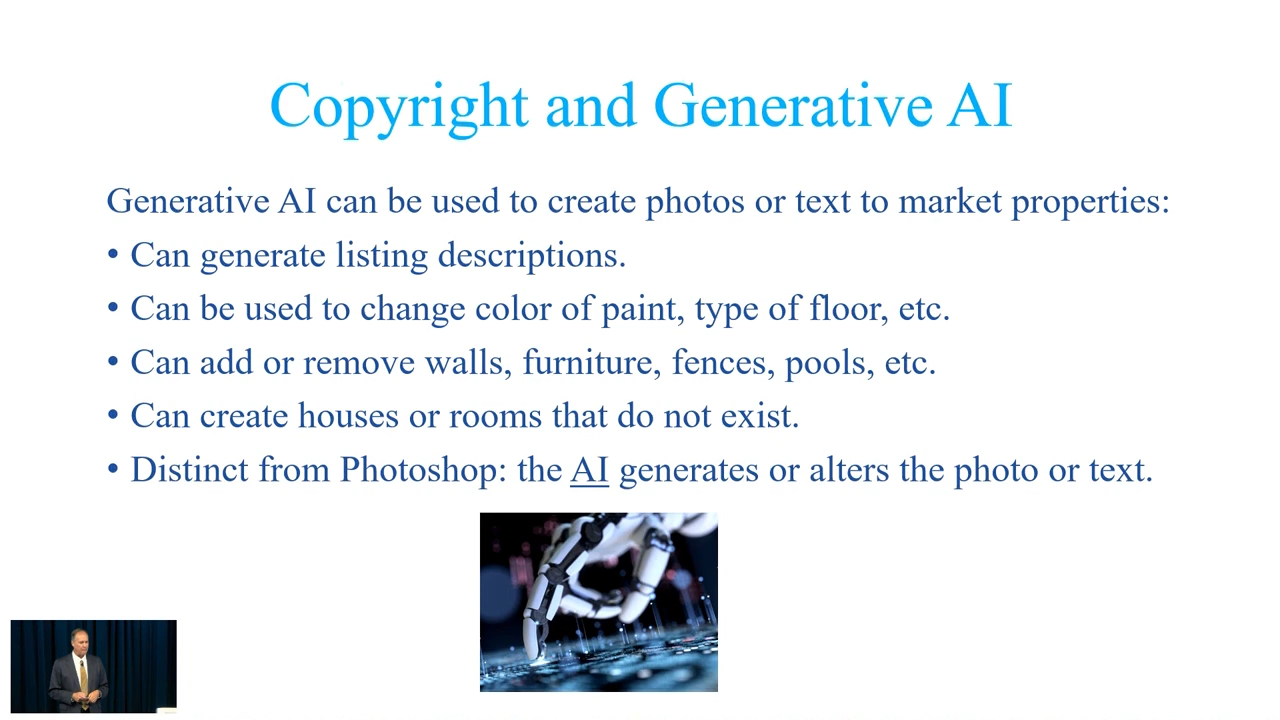 Copyright and Generative AI
Generative AI can be used to create photos or text to market properties:
• Can generate listing descriptions.
• Can be used to change color of paint, type of floor, etc.
• Can add or remove walls, furniture, fences, pools, etc.
• Can create houses or rooms that do not exist.
• Distinct from Photoshop: the AI generates or alters the photo or text.